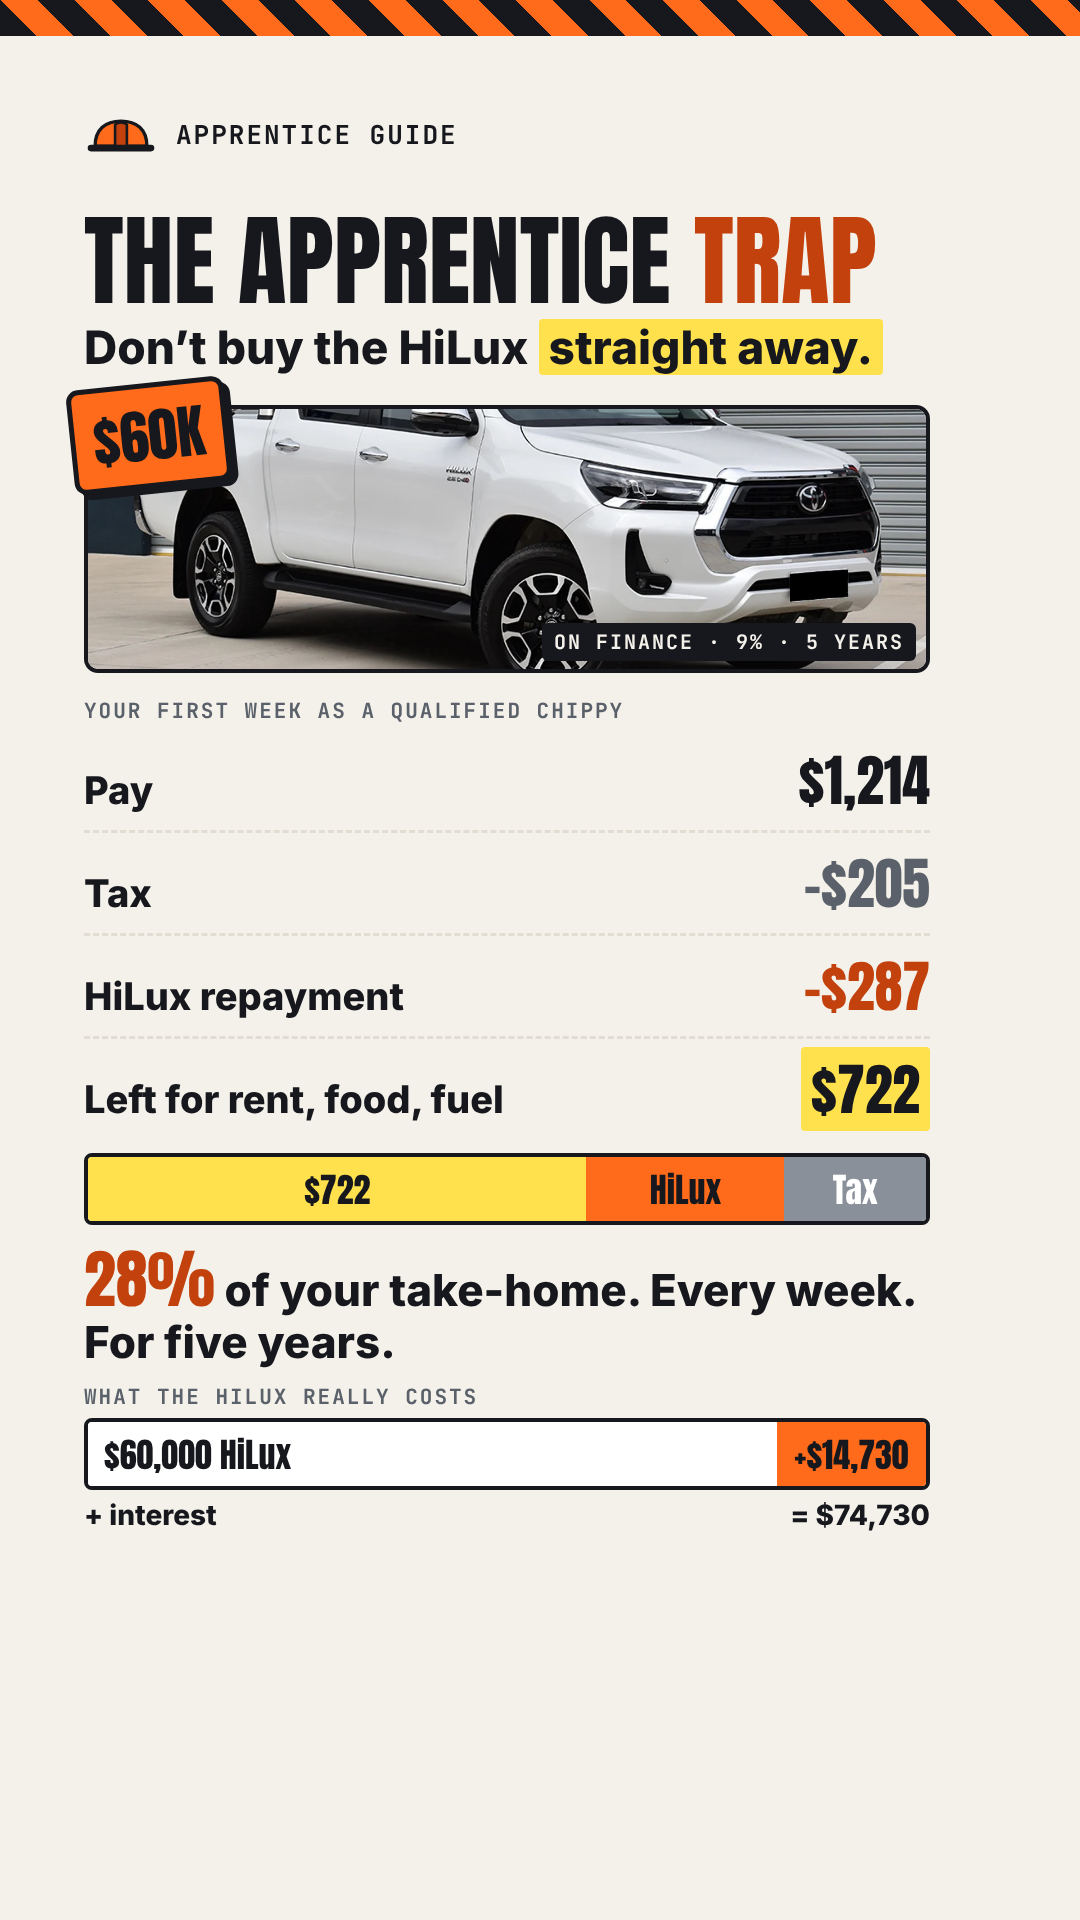 APPRENTICE GUIDE
THE APPRENTICE TRAP
Don’t buy the HiLux straight away.
$60K
HILUX
ON FINANCE · 9% · 5 YEARS
YOUR FIRST WEEK AS A QUALIFIED CHIPPY
Pay $1,214
Tax -$205
HiLux repayment -$287
Left for rent, food, fuel $722
$722 HiLux Tax
28% of your take-home. Every week.
For five years.
WHAT THE HILUX REALLY COSTS
$60,000 HiLux +$14,730
+ interest = $74,730